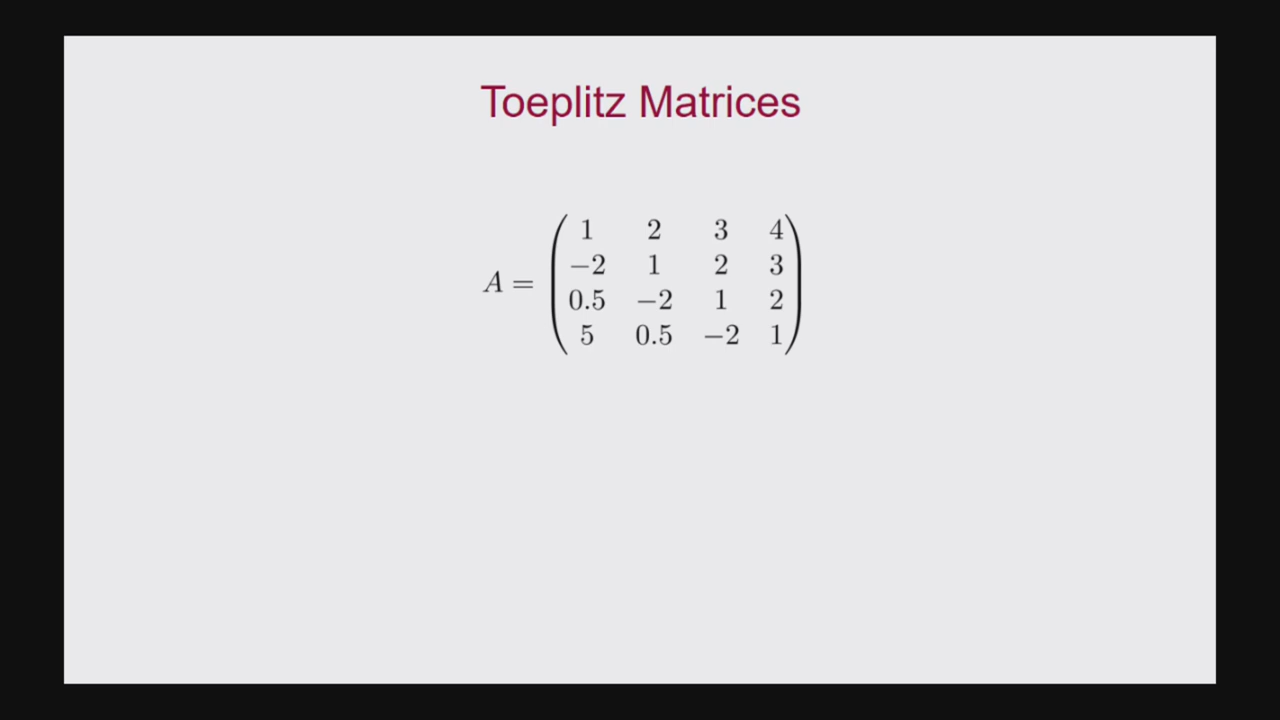 Toeplitz Matrices
A = 
1 2 3 4
−2 1 2 3
0.5 −2 1 2
5 0.5 −2 1